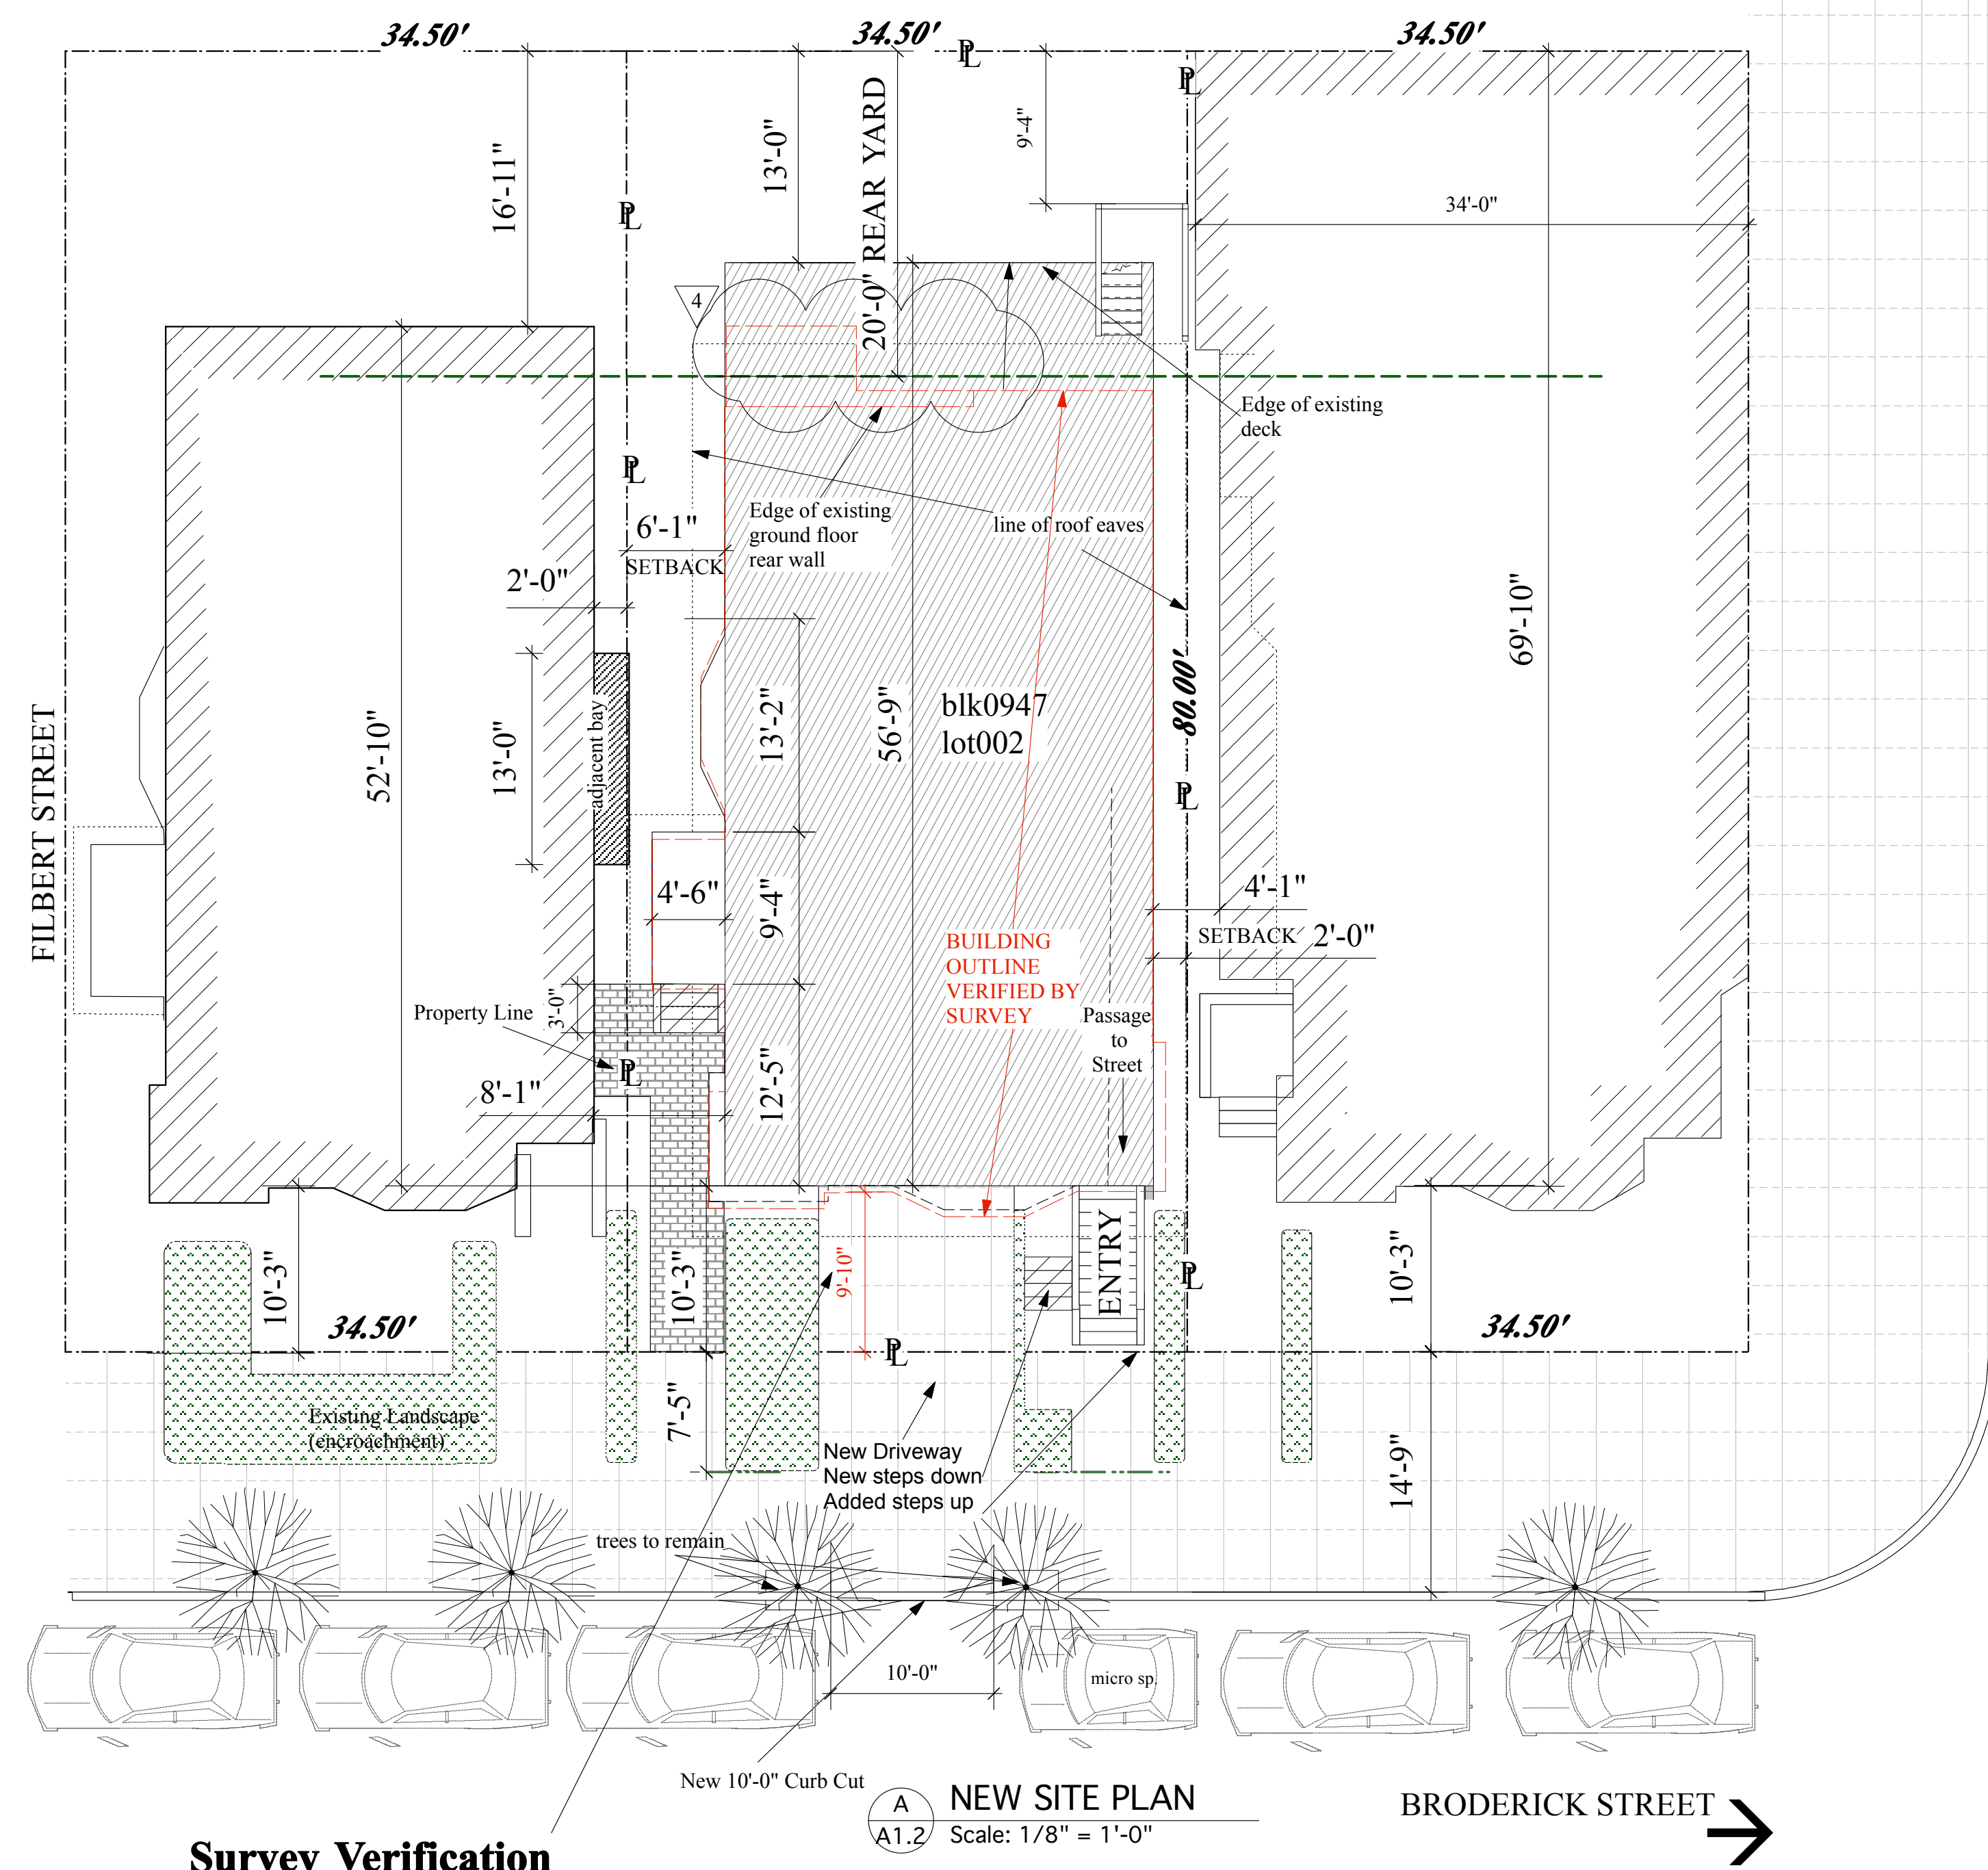 34.50' 34.50' 34.50'
PL
PL
9'-4"
13'-0"
20'-0" REAR YARD
16'-11"
34'-0"
PL
4
Edge of existing
deck
PL
Edge of existing
ground floor
rear wall
line of roof eaves
6'-1"
SETBACK
2'-0"
69'-10"
80.00'
blk0947
lot002
56'-9"
13'-2"
13'-0"
adjacent bay
52'-10"
FILBERT STREET
PL
4'-6"
9'-4"
4'-1"
SETBACK 2'-0"
BUILDING
OUTLINE
VERIFIED BY
SURVEY
Passage
to
Street
Property Line
3'-0"
PL
8'-1"
12'-5"
ENTRY
PL
10'-3"
10'-3"
9'-10"
10'-3"
34.50'
34.50'
PL
7'-5"
Existing Landscape
(encroachment)
New Driveway
New steps down
Added steps up
14'-9"
trees to remain
10'-0"
micro sp.
New 10'-0" Curb Cut
A
A1.2
NEW SITE PLAN
Scale: 1/8" = 1'-0"
BRODERICK STREET
Survey Verification